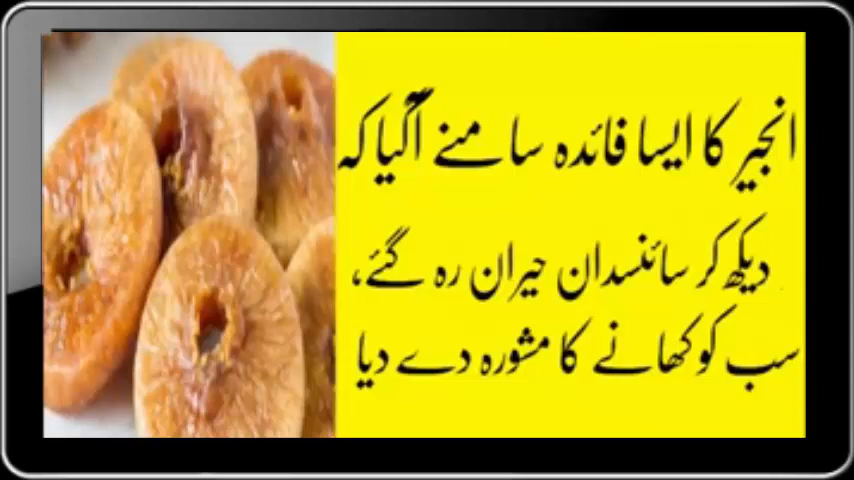 انجیر کا ایسا فائدہ سامنے آگیا کہ
دیکھ کر سائنسدان حیران رہ گئے،
سب کو کھانے کا مشورہ دے دیا